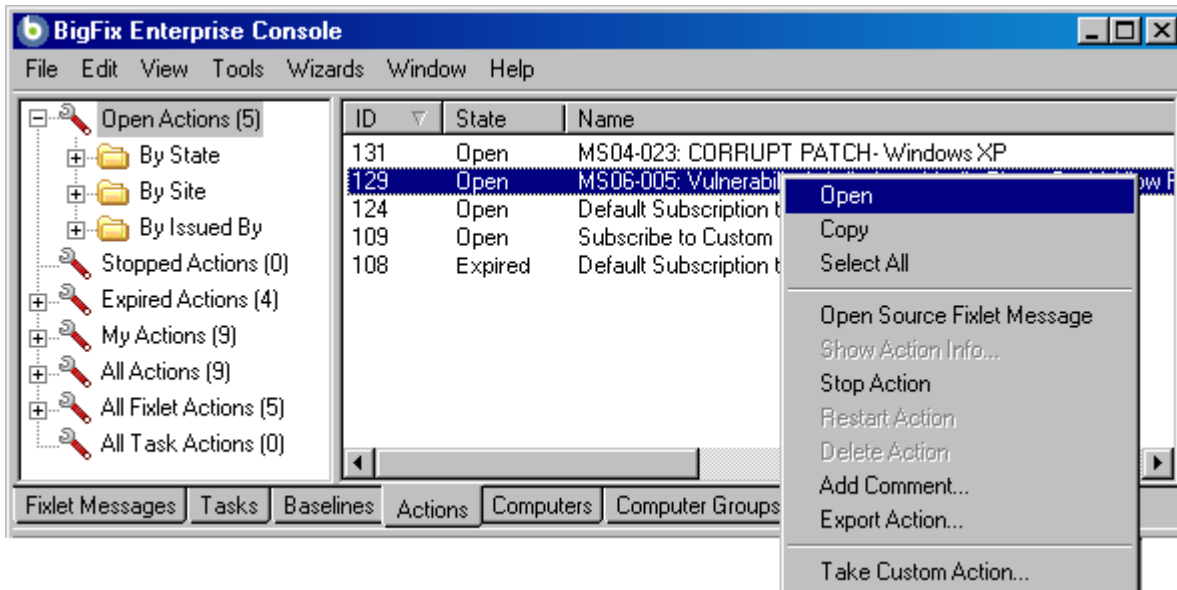 BigFix Enterprise Console
File Edit View Tools Wizards Window Help
Open Actions (5)
By State
By Site
By Issued By
Stopped Actions (0)
Expired Actions (4)
My Actions (9)
All Actions (9)
All Fixlet Actions (5)
All Task Actions (0)
ID State Name
131 Open MS04-023: CORRUPT PATCH- Windows XP
129 Open MS06-005:
124 Open Default Subscription
109 Open Subscribe to Custom
108 Expired Default Subscription
Open
Copy
Select All
Open Source Fixlet Message
Show Action Info...
Stop Action
Restart Action
Delete Action
Add Comment...
Export Action...
Take Custom Action...
Fixlet Messages Tasks Baselines Actions Computers Computer Groups